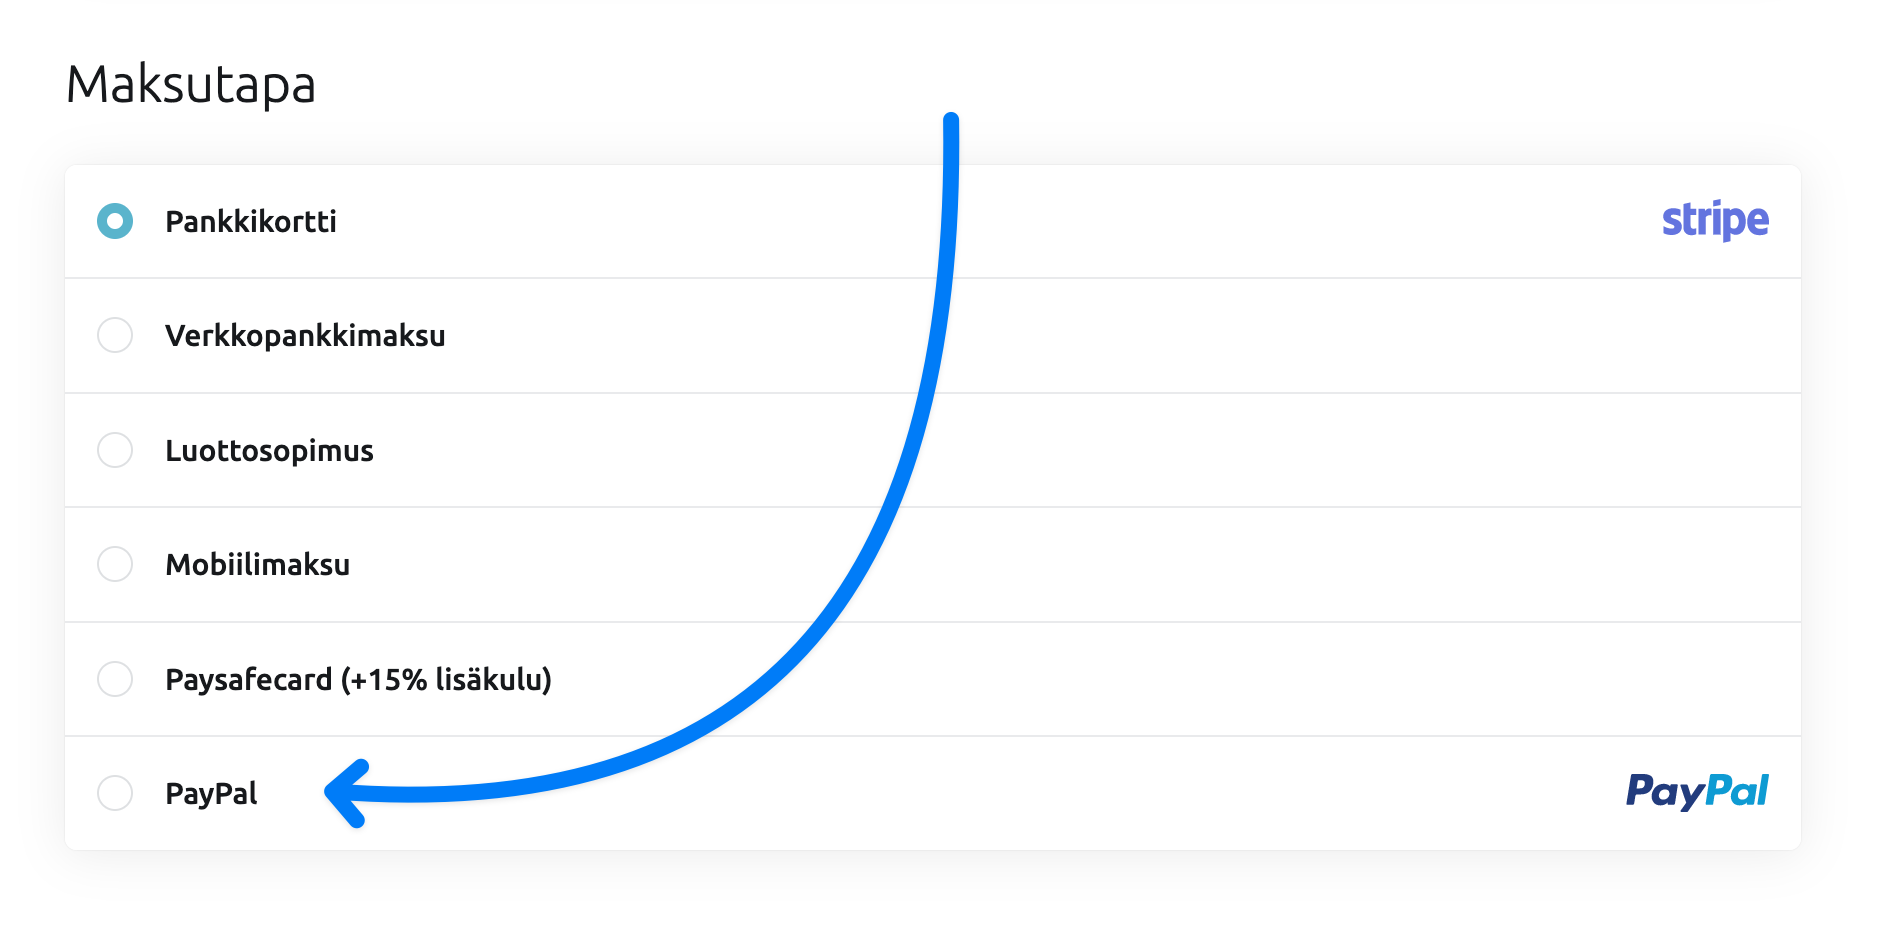 Maksutapa
Pankkikortti stripe
Verkkopankkimaksu
Luottosopimus
Mobiilimaksu
Paysafecard (+15% lisäkulu)
PayPal PayPal